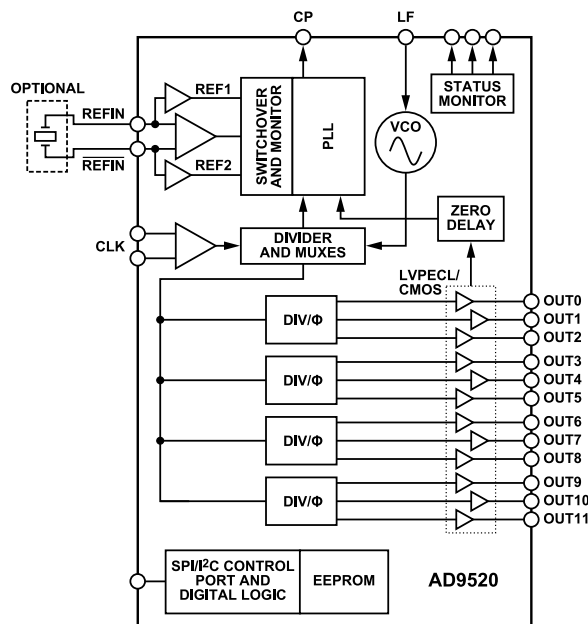 CP
LF
OPTIONAL
REFIN
REFIN
REF1
REF2
SWITCHOVER
AND MONITOR
PLL
STATUS
MONITOR
VCO
ZERO
DELAY
CLK
DIVIDER
AND MUXES
LVPECL/
CMOS
DIV/Φ
OUT0
OUT1
OUT2
DIV/Φ
OUT3
OUT4
OUT5
DIV/Φ
OUT6
OUT7
OUT8
DIV/Φ
OUT9
OUT10
OUT11
SPI/I²C CONTROL
PORT AND
DIGITAL LOGIC
EEPROM
AD9520